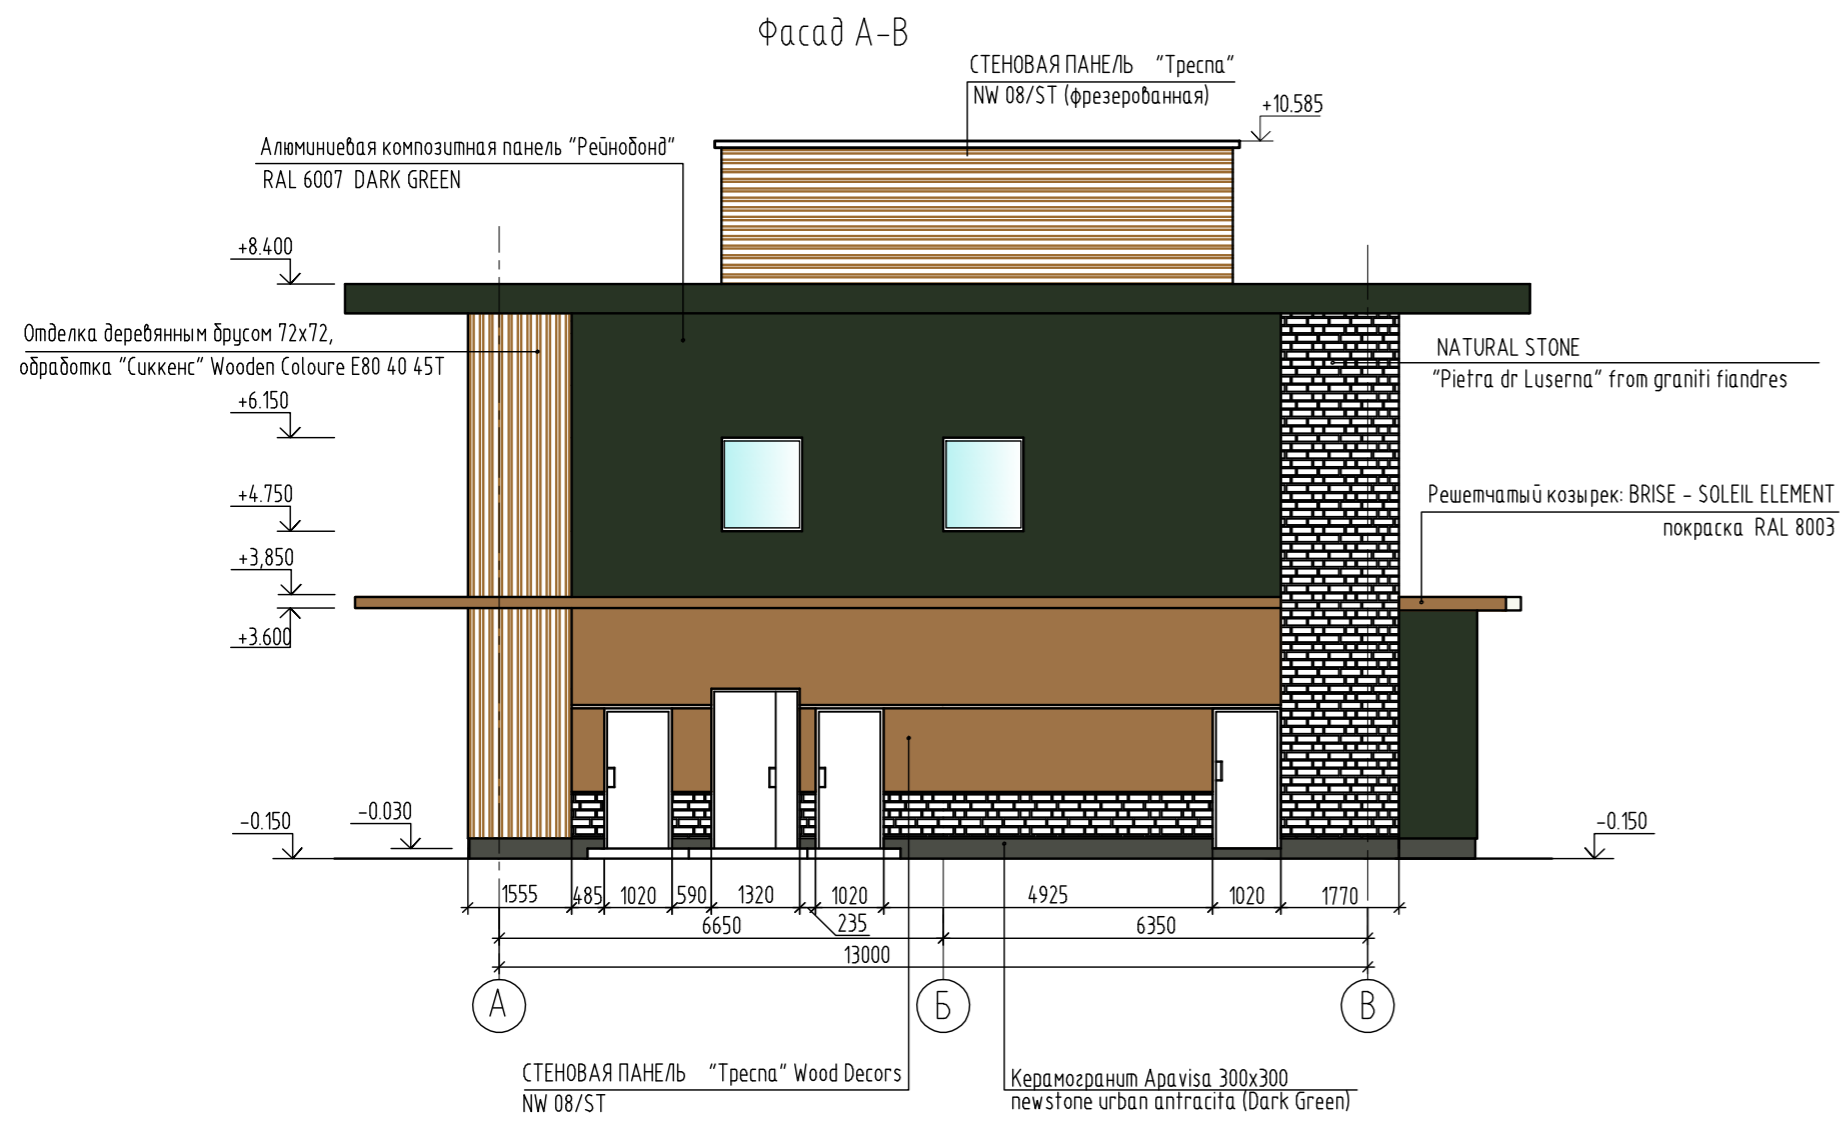 Фасад А-В
СТЕНОВАЯ ПАНЕЛЬ "Треспа"
NW 08/ST (фрезерованная)
+10.585
Алюминиевая композитная панель "Рейнобонд"
RAL 6007 DARK GREEN
+8.400
Отделка деревянным брусом 72х72,
обработка "Сиккенс" Wooden Coloure E80 40 45T
NATURAL STONE
"Pietra dr Luserna" from graniti fiandres
+6.150
+4.750
Решетчатый козырек: BRISE - SOLEIL ELEMENT
покраска RAL 8003
+3,850
+3.600
-0.030
-0.150
-0.150
1555
485
1020
590
1320
1020
4925
1020
1770
235
6650
6350
13000
А
Б
В
СТЕНОВАЯ ПАНЕЛЬ "Треспа" Wood Decors
NW 08/ST
Керамогранит Apavisa 300x300
newstone urban antracita (Dark Green)